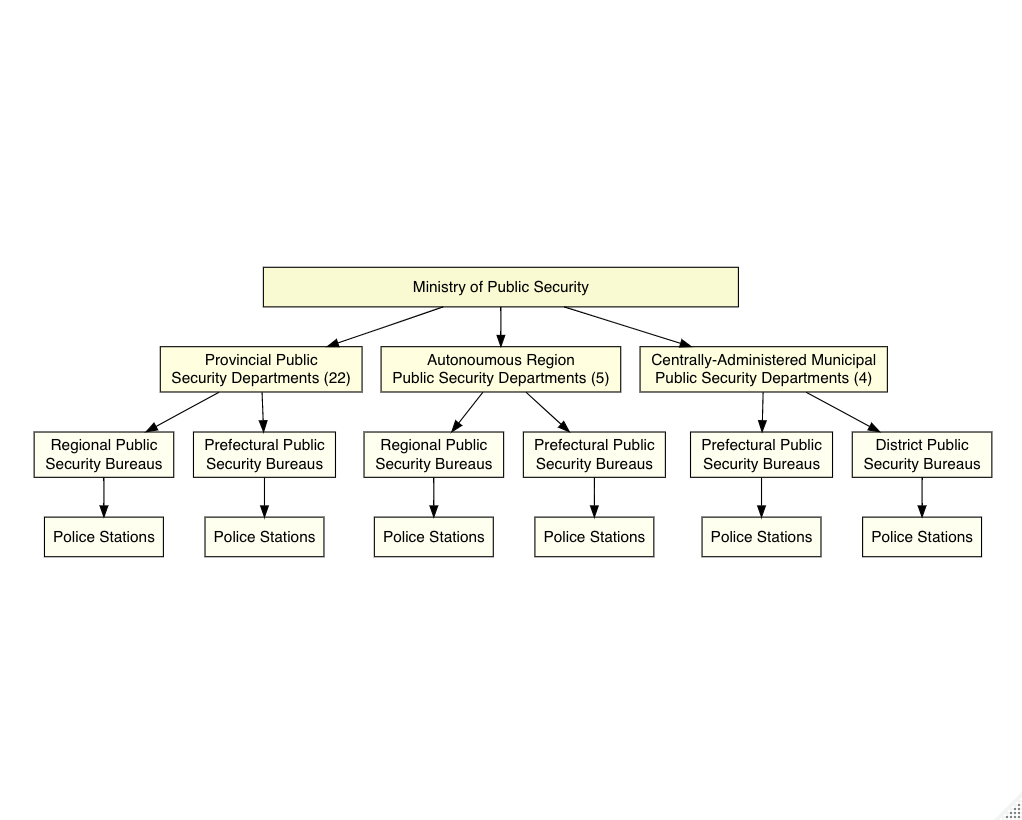 Ministry of Public Security
Provincial Public
Security Departments (22)
Autonoumous Region
Public Security Departments (5)
Centrally-Administered Municipal
Public Security Departments (4)
Regional Public
Security Bureaus
Prefectural Public
Security Bureaus
Regional Public
Security Bureaus
Prefectural Public
Security Bureaus
Prefectural Public
Security Bureaus
District Public
Security Bureaus
Police Stations
Police Stations
Police Stations
Police Stations
Police Stations
Police Stations